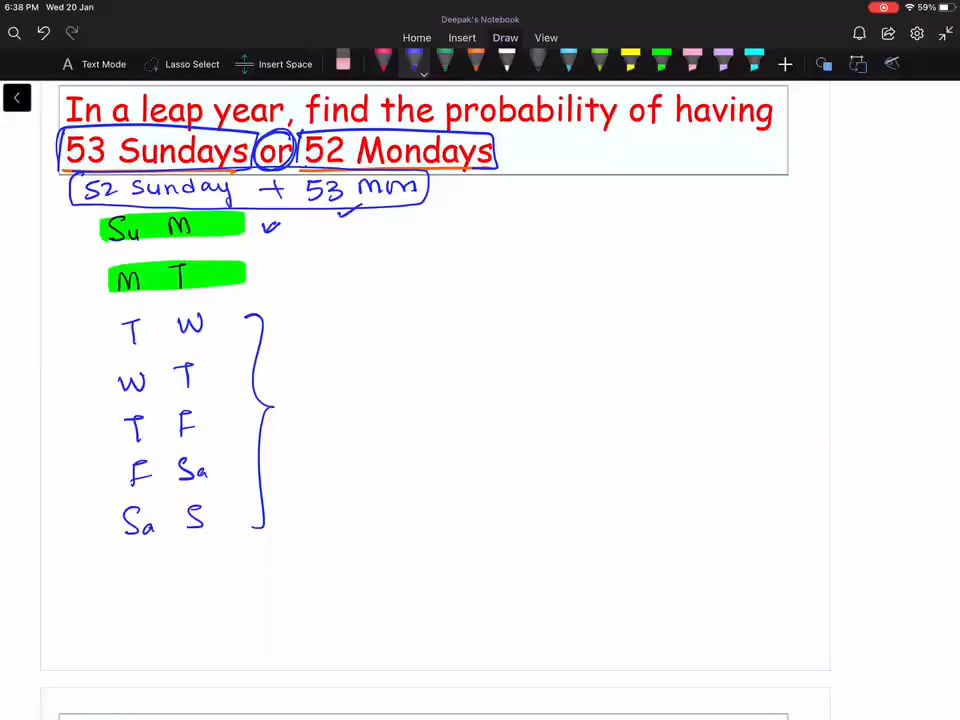 6:38 PM Wed 20 Jan
59%
Deepak's Notebook
Home Insert Draw View
Text Mode Lasso Select Insert Space
In a leap year, find the probability of having
53 Sundays or 52 Mondays
52 Sunday + 53 mon
Su M
M T
T W
W T
T F
F Sa
Sa S